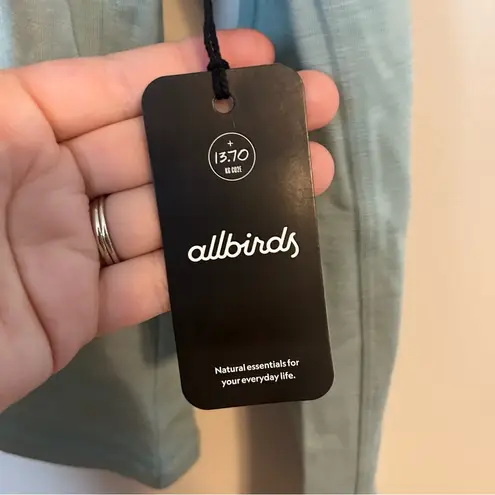 +
13.70
KG CO2E
allbirds
Natural essentials for
your everyday life.